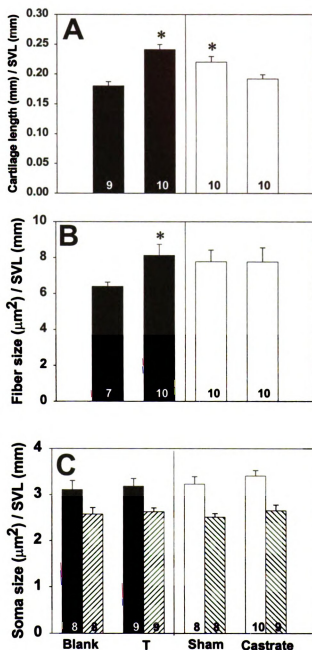 A
Cartilage length (mm) / SVL (mm)
0.30
0.25
0.20
0.15
0.10
0.05
0.00
* *
9 10 10 10
B
Fiber size (µm²) / SVL (mm)
10
8
6
4
2
0
*
7 10 10 10
C
Soma size (µm²) / SVL (mm)
4
3
2
1
0
8 8 9 9 8 8 10 9
Blank T Sham Castrate